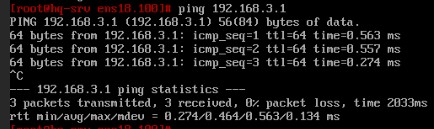 [root@hq-srv ens18.100]# ping 192.168.3.1
PING 192.168.3.1 (192.168.3.1) 56(84) bytes of data.
64 bytes from 192.168.3.1: icmp_seq=1 ttl=64 time=0.563 ms
64 bytes from 192.168.3.1: icmp_seq=2 ttl=64 time=0.557 ms
64 bytes from 192.168.3.1: icmp_seq=3 ttl=64 time=0.274 ms
^C
--- 192.168.3.1 ping statistics ---
3 packets transmitted, 3 received, 0% packet loss, time 2033ms
rtt min/avg/max/mdev = 0.274/0.464/0.563/0.134 ms